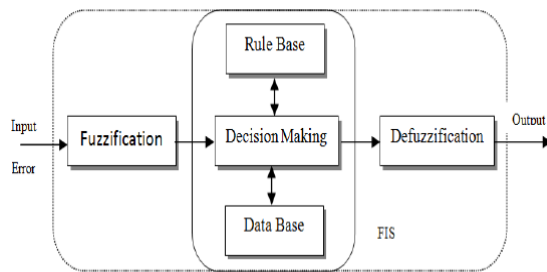 Rule Base
Input
Error
Fuzzification
Decision Making
Defuzzification
Output
Data Base
FIS